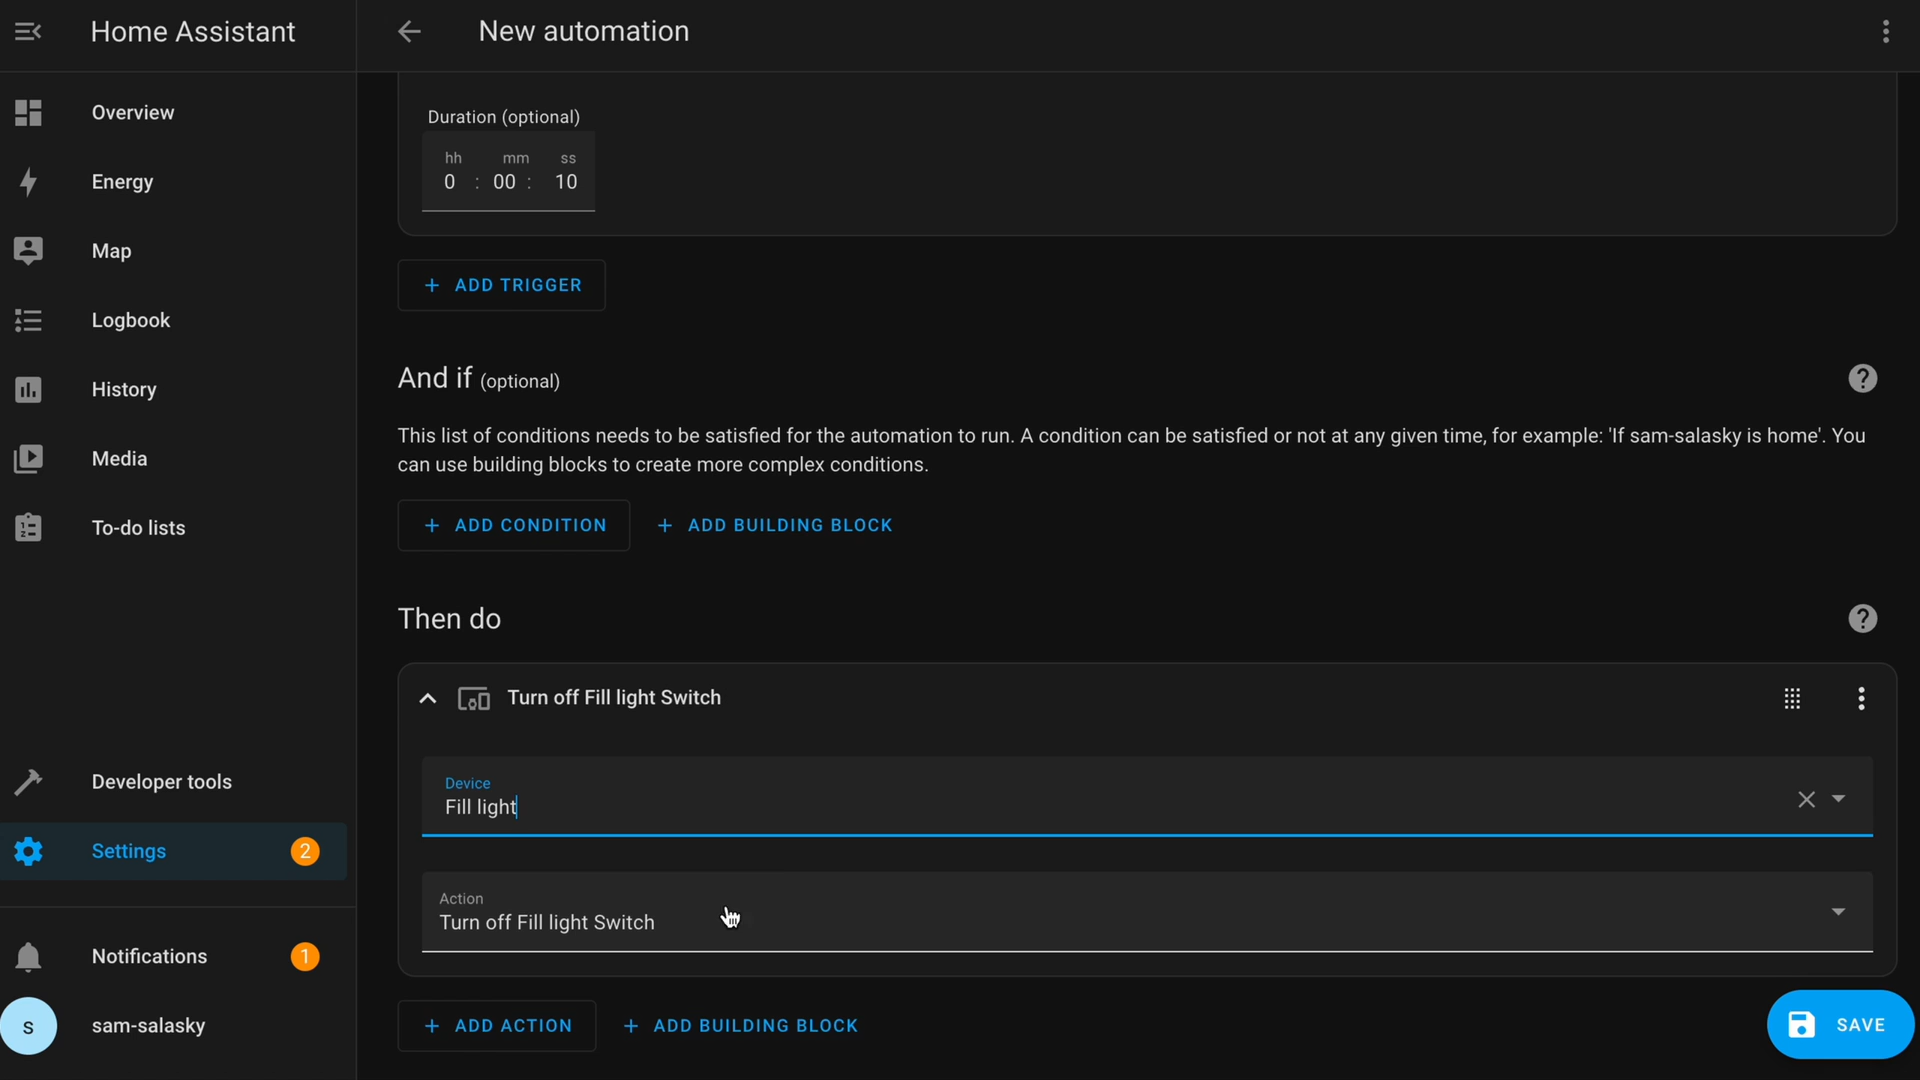 Home Assistant
New automation
Overview
Energy
Map
Logbook
History
Media
To-do lists
Developer tools
Settings
2
Notifications
1
s
sam-salasky
Duration (optional)
hh mm ss
0 : 00 : 10
+ ADD TRIGGER
And if (optional)
?
This list of conditions needs to be satisfied for the automation to run. A condition can be satisfied or not at any given time, for example: 'If sam-salasky is home'. You
can use building blocks to create more complex conditions.
+ ADD CONDITION + ADD BUILDING BLOCK
Then do
?
Turn off Fill light Switch
Device
Fill light
Action
Turn off Fill light Switch
+ ADD ACTION + ADD BUILDING BLOCK
SAVE